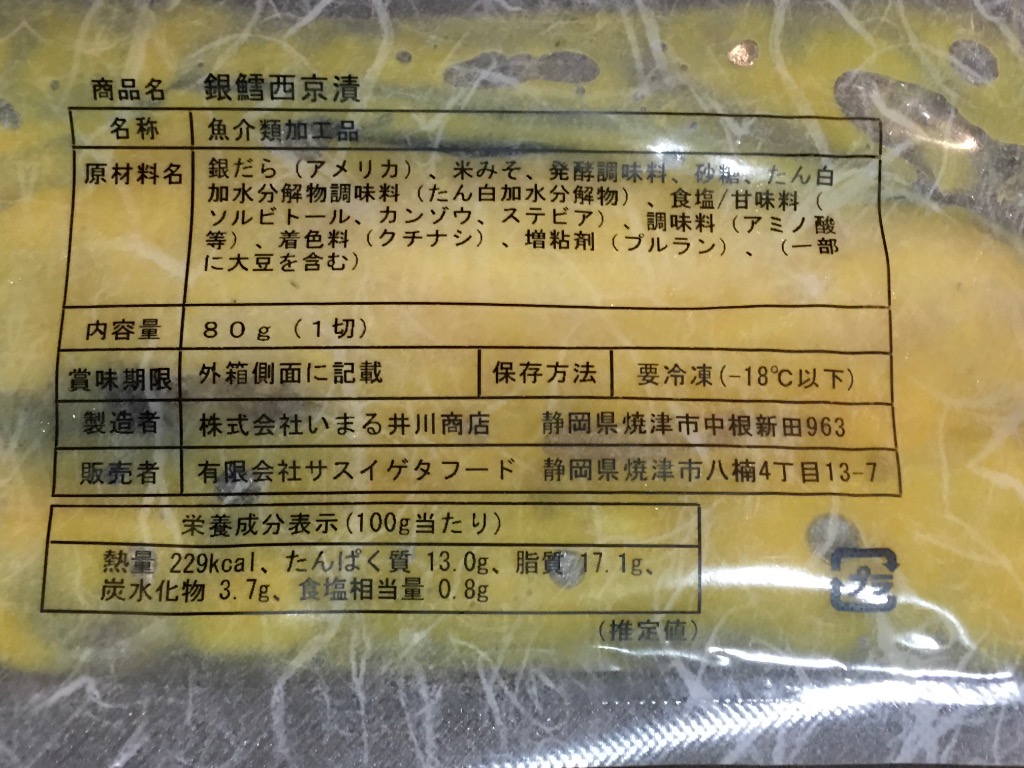 商品名 銀鱈西京漬
名称 魚介類加工品
原材料名 銀だら（アメリカ）、米みそ、発酵調味料、砂糖、たん白
加水分解物調味料（たん白加水分解物）、食塩/甘味料（
ソルビトール、カンゾウ、ステビア）、調味料（アミノ酸
等）、着色料（クチナシ）、増粘剤（プルラン）、（一部
に大豆を含む）
内容量 ８０ｇ（１切）
賞味期限 外箱側面に記載 保存方法 要冷凍(-18℃以下)
製造者 株式会社いまる井川商店 静岡県焼津市中根新田963
販売者 有限会社サスイゲタフード 静岡県焼津市八楠4丁目13-7
栄養成分表示(100g当たり)
熱量 229kcal、たんぱく質 13.0g、脂質 17.1g、
炭水化物 3.7g、食塩相当量 0.8g
プラ
(推定値)